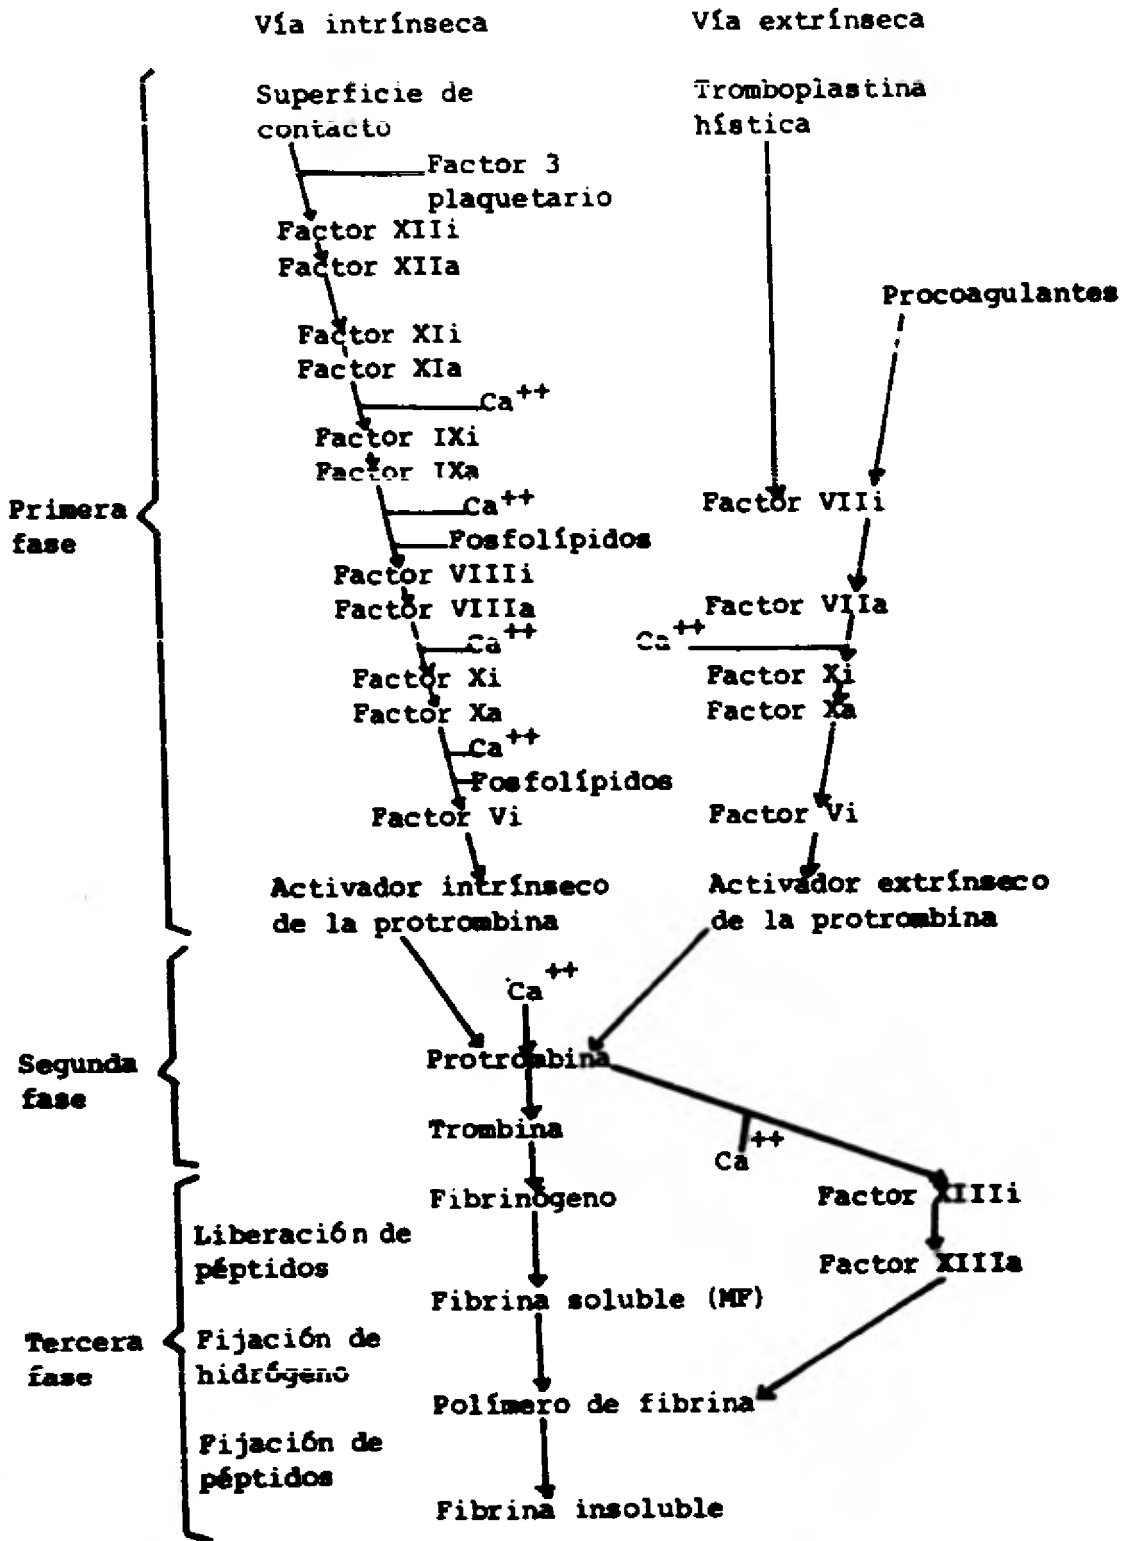 Vía intrínseca
Vía extrínseca
Superficie de
contacto
Tromboplastina
hística
Factor 3
plaquetario
Factor XIIi
Factor XIIa
Procoagulantes
Factor XIi
Factor XIa
Ca++
Factor IXi
Factor IXa
Ca++
Fosfolípidos
Factor VIIi
Primera
fase
Factor VIIIi
Factor VIIIa
Factor VIIa
Ca++
Ca++
Factor Xi
Factor Xa
Factor Xi
Factor Xa
Ca++
Fosfolípidos
Factor Vi
Factor Vi
Activador intrínseco
de la protrombina
Activador extrínseco
de la protrombina
Ca++
Segunda
fase
Protrombina
Trombina
Ca++
Fibrinógeno
Factor XIIIi
Liberación de
péptidos
Factor XIIIa
Fibrina soluble (MF)
Tercera
fase
Fijación de
hidrógeno
Polímero de fibrina
Fijación de
péptidos
Fibrina insoluble